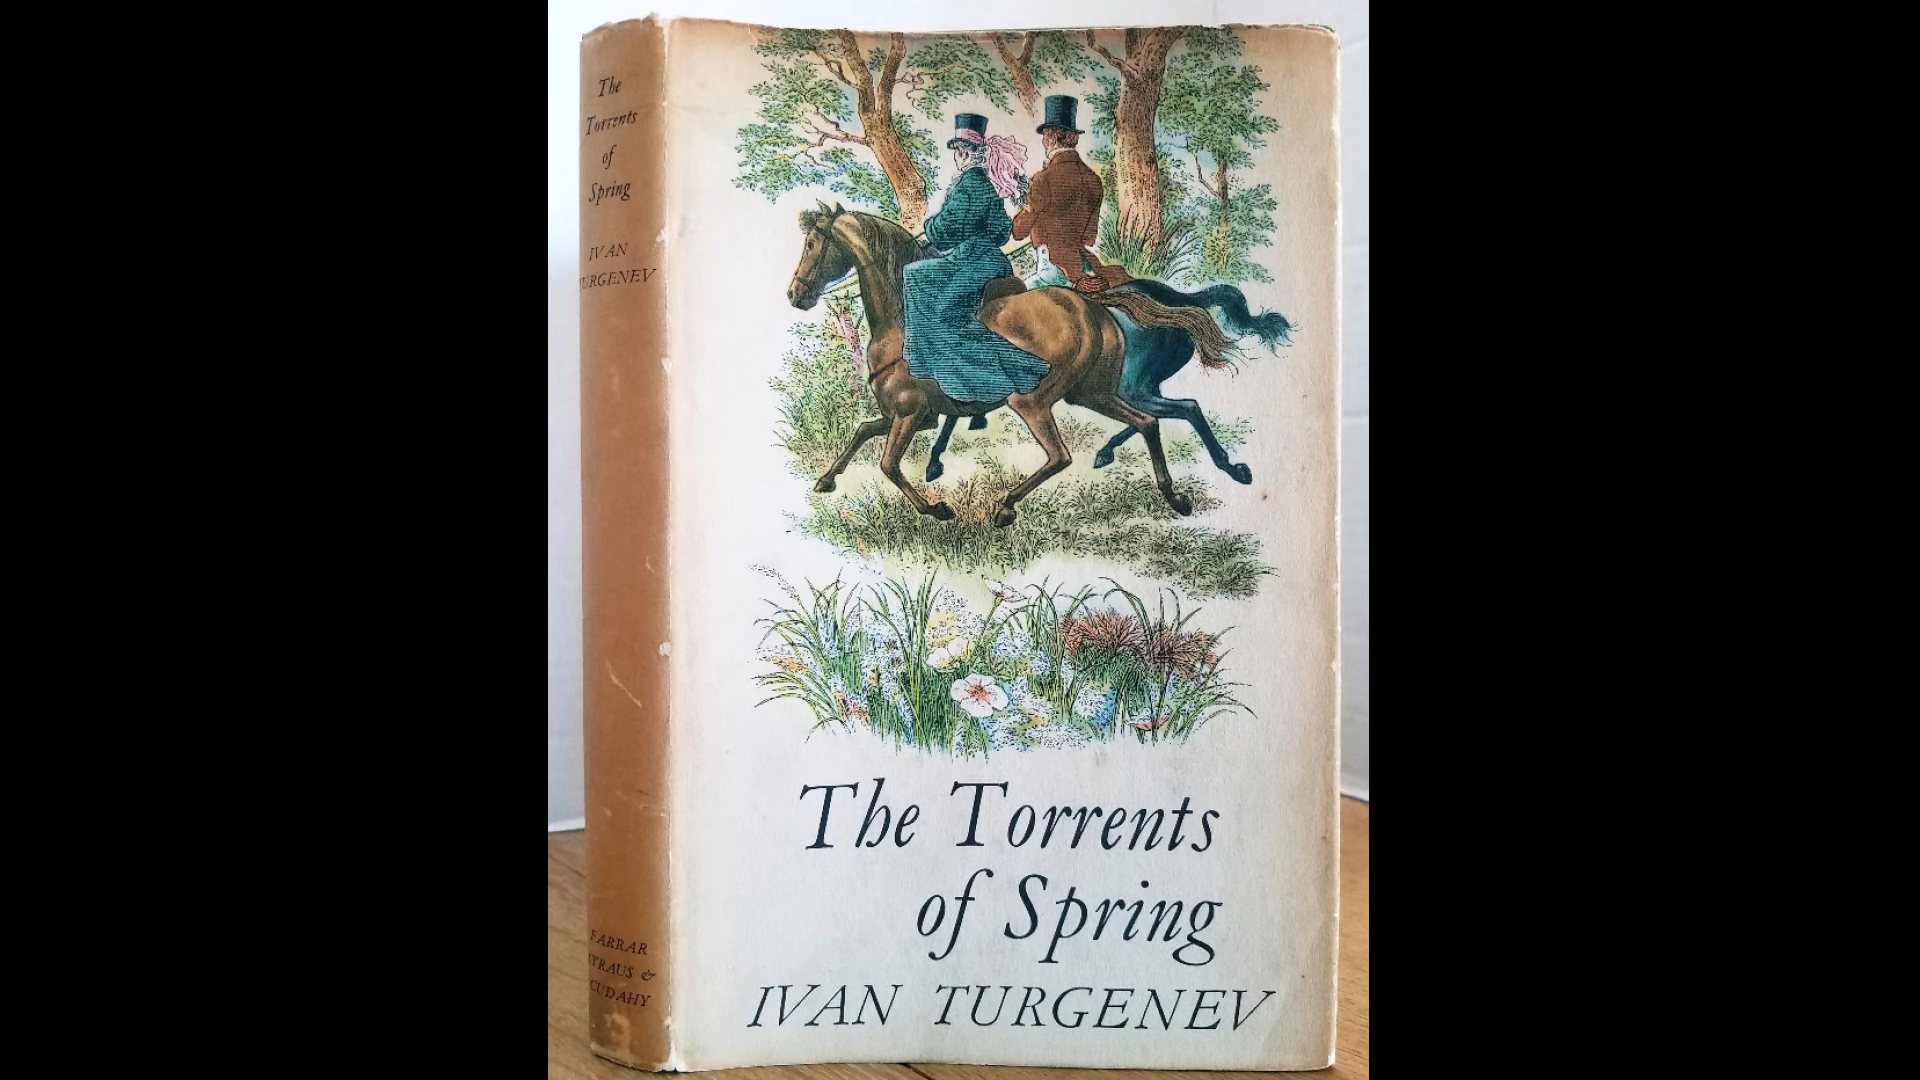 The
Torrents
of
Spring
IVAN
TURGENEV
FARRAR
STRAUS &
CUDAHY
The Torrents
of Spring
IVAN TURGENEV